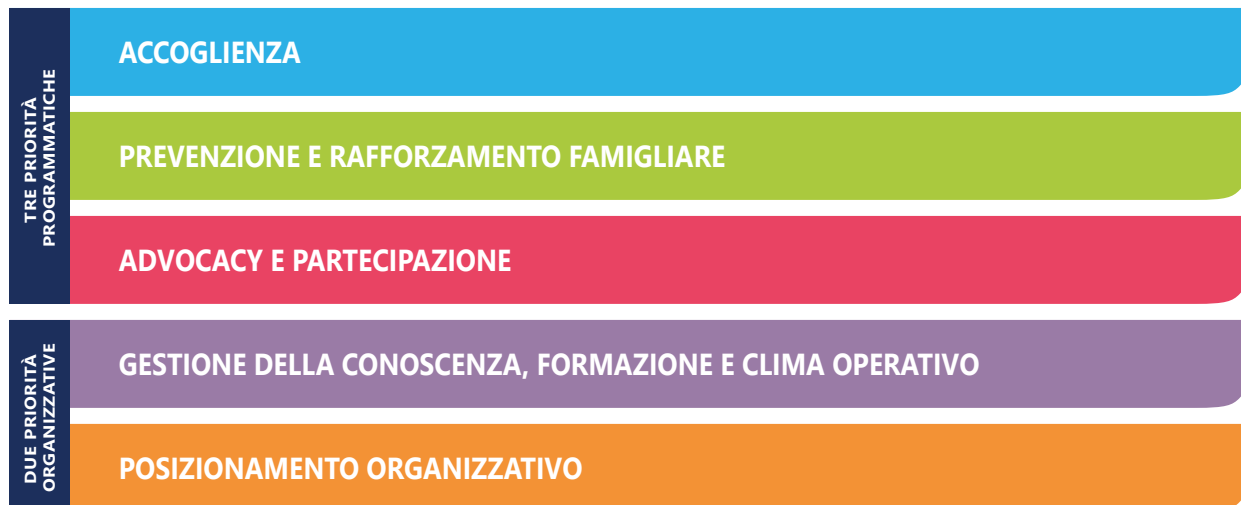 TRE PRIORITÀ
PROGRAMMATICHE
ACCOGLIENZA
PREVENZIONE E RAFFORZAMENTO FAMIGLIARE
ADVOCACY E PARTECIPAZIONE
DUE PRIORITÀ
ORGANIZZATIVE
GESTIONE DELLA CONOSCENZA, FORMAZIONE E CLIMA OPERATIVO
POSIZIONAMENTO ORGANIZZATIVO